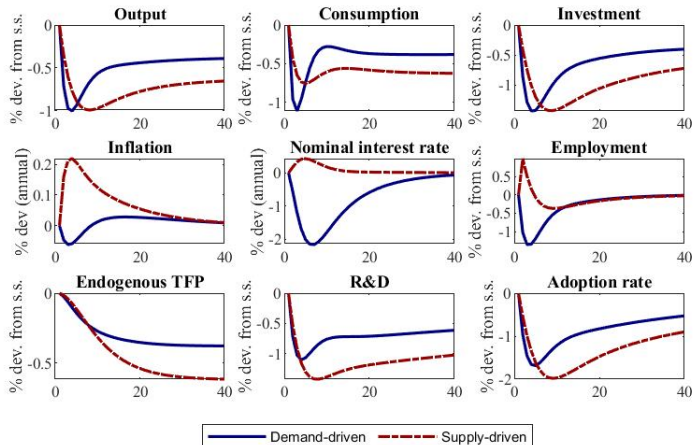 Output
Consumption
Investment
% dev. from s.s.
0
-0.5
-1
0
20
40
% dev. from s.s.
0
-0.5
-1
0
20
40
% dev. from s.s.
0
-1
0
20
40
Inflation
Nominal interest rate
Employment
% dev (annual)
0.2
0.1
0
0
20
40
% dev (annual)
0
-1
-2
0
20
40
% dev. from s.s.
0.5
0
-0.5
-1
0
20
40
Endogenous TFP
R&D
Adoption rate
% dev. from s.s.
0
-0.5
0
20
40
% dev. from s.s.
0
-0.5
-1
0
20
40
% dev. from s.s.
0
-1
-2
0
20
40
Demand-driven
Supply-driven